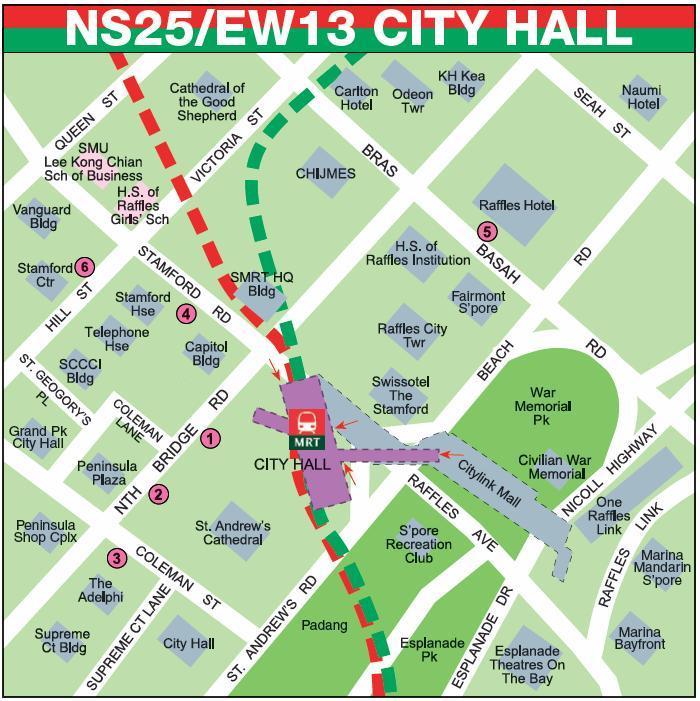 NS25/EW13 CITY HALL
QUEEN ST
Cathedral of
the Good
Shepherd
VICTORIA ST
Carlton
Hotel
Odeon
Twr
KH Kea
Bldg
SEAH ST
Naumi
Hotel
SMU
Lee Kong Chian
Sch of Business
H.S. of
Raffles
Girls' Sch
CHIJMES
BRAS
BASAH
RD
Raffles Hotel
5
Vanguard
Bldg
Stamford
Ctr
6
HILL ST
STAMFORD
RD
SMRT HQ
Bldg
H.S. of
Raffles Institution
Fairmont
S'pore
BEACH
RD
Stamford
Hse
4
Telephone
Hse
Capitol
Bldg
SCCCI
Bldg
Raffles City
Twr
Swissotel
The
Stamford
War
Memorial
Pk
ST. GEOGORY'S
PL
COLEMAN
LANE
Grand Pk
City Hall
Peninsula
Plaza
NTH BRIDGE RD
1
2
MRT
CITY HALL
Citylink Mall
Civilian War
Memorial
NICOLL HIGHWAY
One
Raffles
Link
RAFFLES LINK
Peninsula
Shop Cplx
3
COLEMAN ST
St. Andrew's
Cathedral
RAFFLES AVE
S'pore
Recreation
Club
Marina
Mandarin
S'pore
The
Adelphi
Supreme
Ct Bldg
SUPREME CT LANE
City Hall
ST. ANDREW'S RD
Padang
Esplanade
Pk
ESPLANADE DR
Esplanade
Theatres On
The Bay
Marina
Bayfront